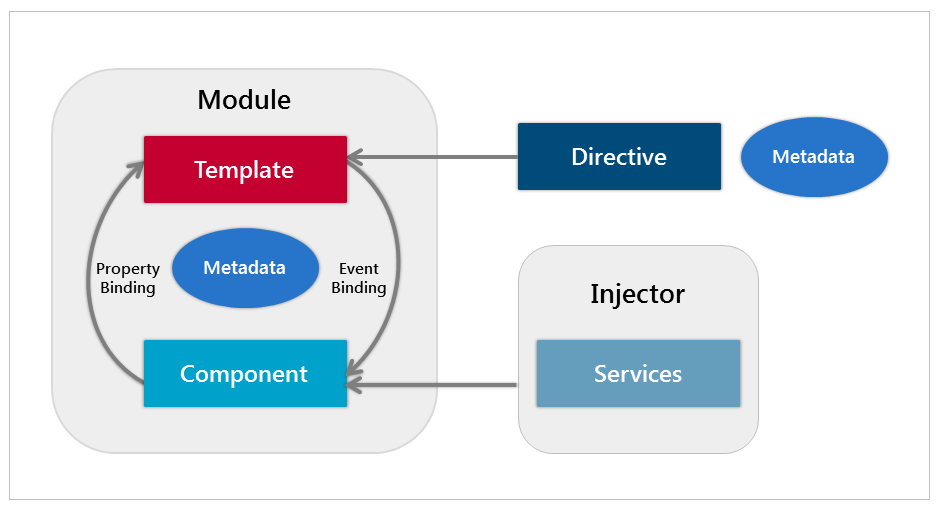 Module
Template
Directive
Metadata
Property
Binding
Metadata
Event
Binding
Injector
Component
Services